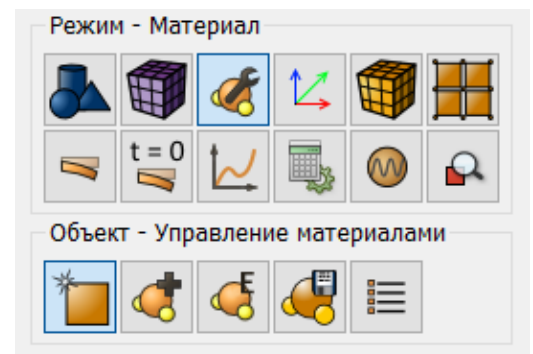 Режим - Материал
t = 0
Объект - Управление материалами
E